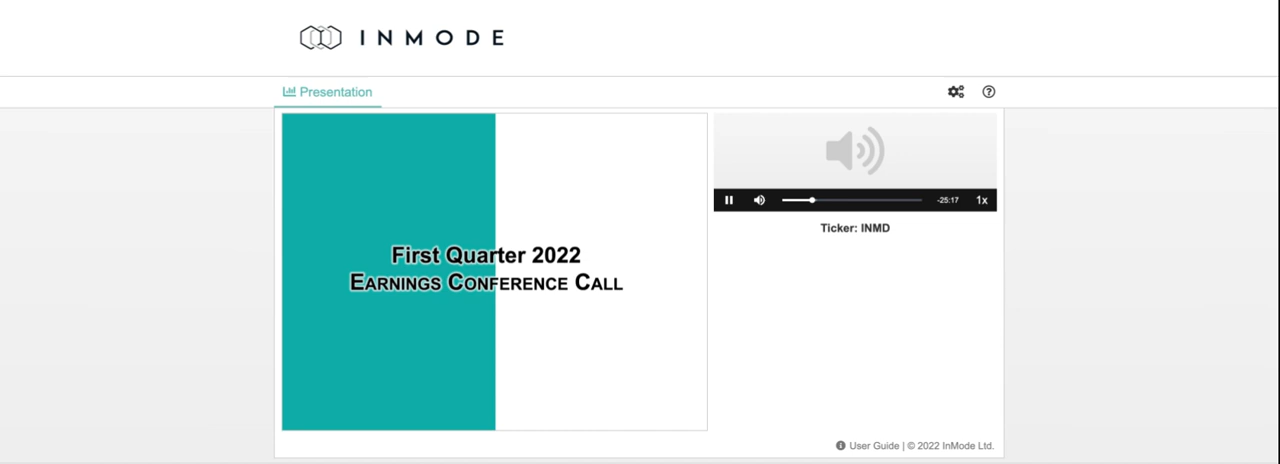 INMODE
Presentation
First Quarter 2022
EARNINGS CONFERENCE CALL
-25:17
1x
Ticker: INMD
User Guide | © 2022 InMode Ltd.